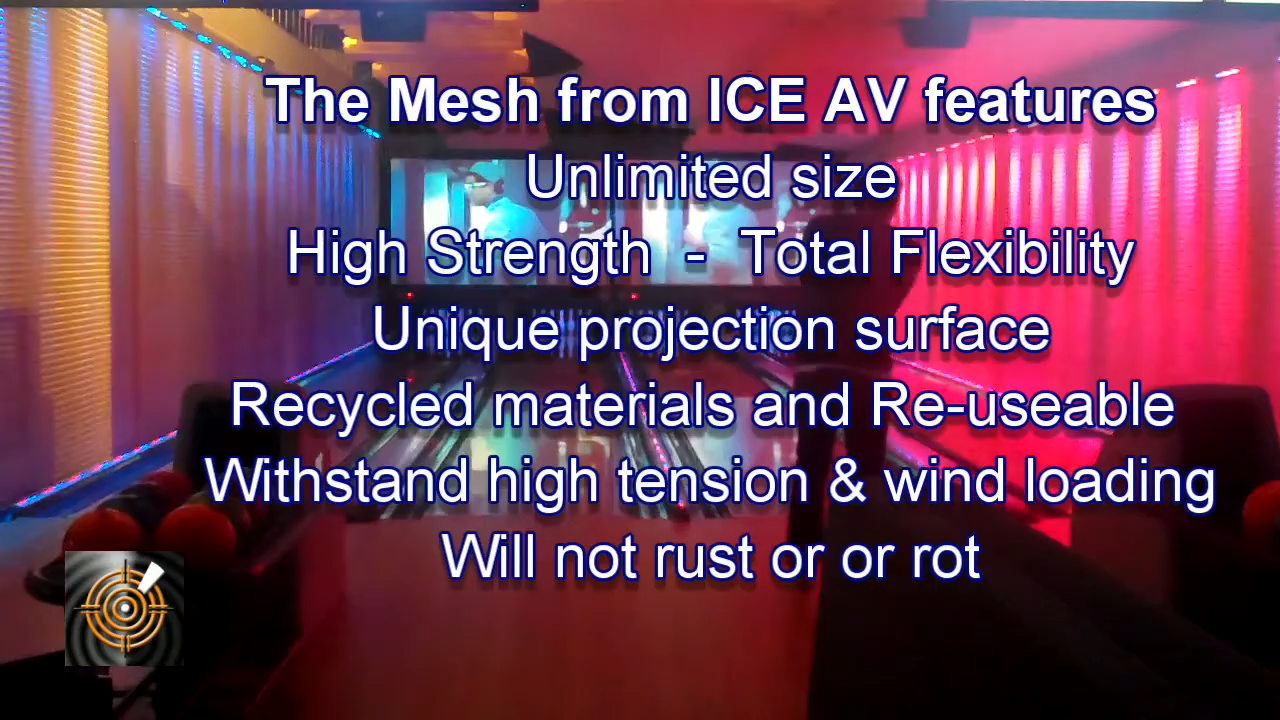 The Mesh from ICE AV features
Unlimited size
High Strength - Total Flexibility
Unique projection surface
Recycled materials and Re-useable
Withstand high tension & wind loading
Will not rust or or rot